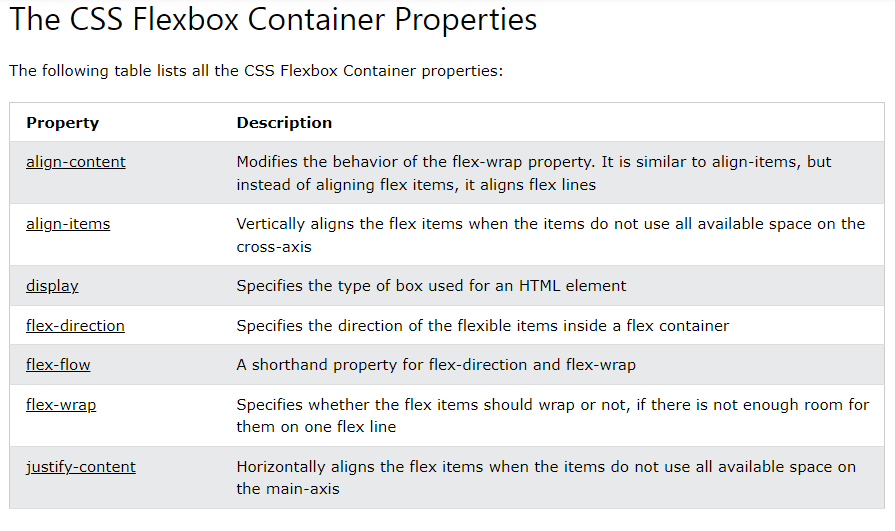 The CSS Flexbox Container Properties
The following table lists all the CSS Flexbox Container properties:
Property Description
align-content Modifies the behavior of the flex-wrap property. It is similar to align-items, but
instead of aligning flex items, it aligns flex lines
align-items Vertically aligns the flex items when the items do not use all available space on the
cross-axis
display Specifies the type of box used for an HTML element
flex-direction Specifies the direction of the flexible items inside a flex container
flex-flow A shorthand property for flex-direction and flex-wrap
flex-wrap Specifies whether the flex items should wrap or not, if there is not enough room for
them on one flex line
justify-content Horizontally aligns the flex items when the items do not use all available space on
the main-axis